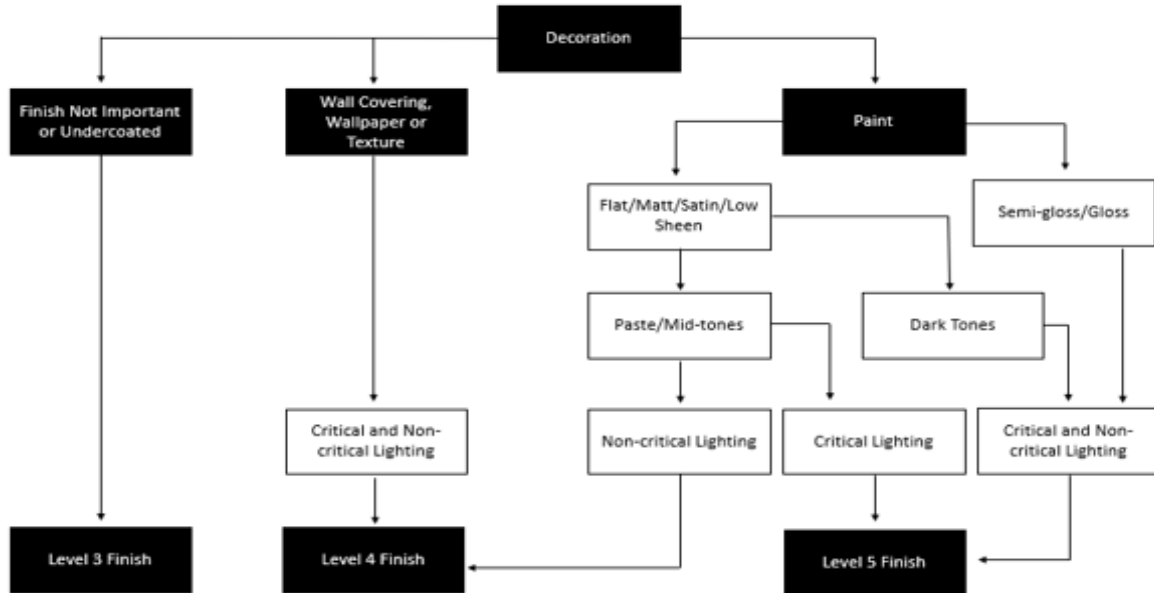 Decoration
Finish Not Important
or Undercoated
Wall Covering,
Wallpaper or
Texture
Paint
Flat/Matt/Satin/Low
Sheen
Semi-gloss/Gloss
Paste/Mid-tones
Dark Tones
Critical and Non-
critical Lighting
Non-critical Lighting
Critical Lighting
Critical and Non-
critical Lighting
Level 3 Finish
Level 4 Finish
Level 5 Finish